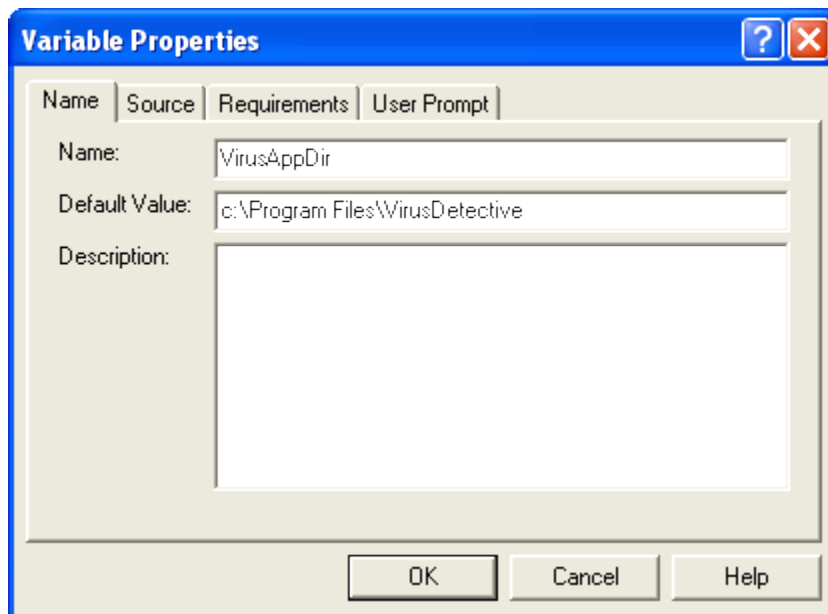 Variable Properties
Name Source Requirements User Prompt
Name: VirusAppDir
Default Value: c:\Program Files\VirusDetective
Description:
OK Cancel Help